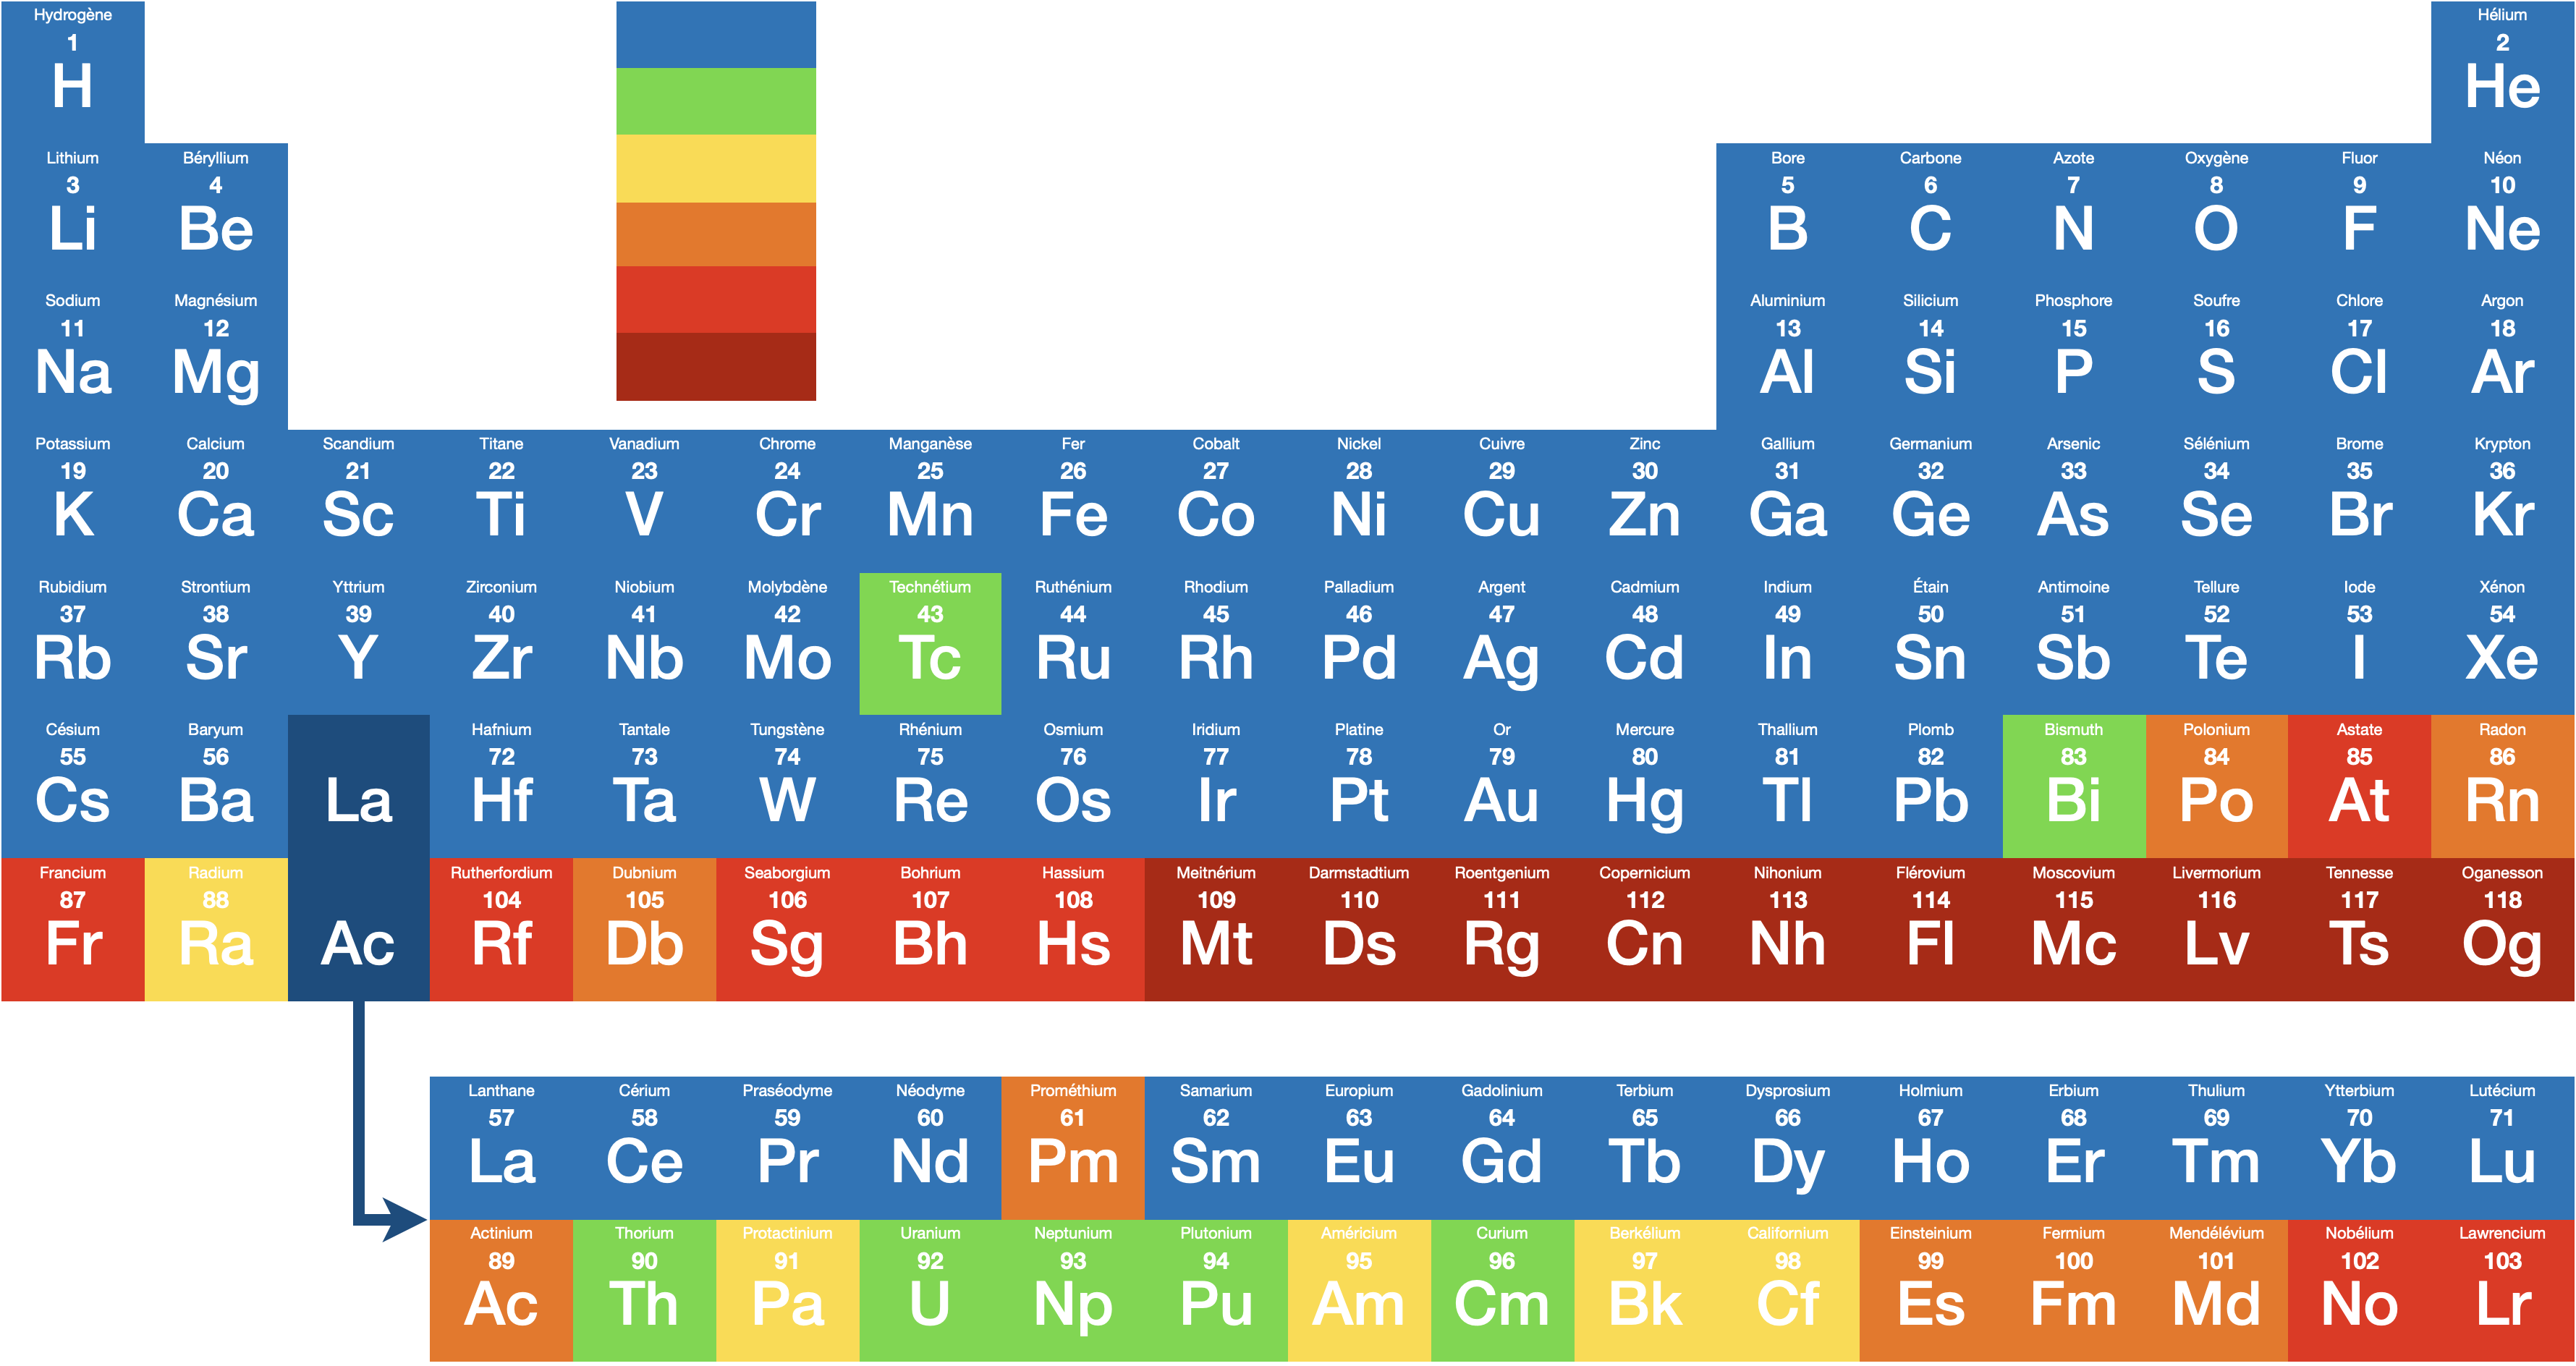 Hydrogène Hélium
1 2
H He
Lithium Béryllium Bore Carbone Azote Oxygène Fluor Néon
3 4 5 6 7 8 9 10
Li Be B C N O F Ne
Sodium Magnésium Aluminium Silicium Phosphore Soufre Chlore Argon
11 12 13 14 15 16 17 18
Na Mg Al Si P S Cl Ar
Potassium Calcium Scandium Titane Vanadium Chrome Manganèse Fer Cobalt Nickel Cuivre Zinc Gallium Germanium Arsenic Sélénium Brome Krypton
19 20 21 22 23 24 25 26 27 28 29 30 31 32 33 34 35 36
K Ca Sc Ti V Cr Mn Fe Co Ni Cu Zn Ga Ge As Se Br Kr
Rubidium Strontium Yttrium Zirconium Niobium Molybdène Technétium Ruthénium Rhodium Palladium Argent Cadmium Indium Étain Antimoine Tellure Iode Xénon
37 38 39 40 41 42 43 44 45 46 47 48 49 50 51 52 53 54
Rb Sr Y Zr Nb Mo Tc Ru Rh Pd Ag Cd In Sn Sb Te I Xe
Césium Baryum Hafnium Tantale Tungstène Rhénium Osmium Iridium Platine Or Mercure Thallium Plomb Bismuth Polonium Astate Radon
55 56 72 73 74 75 76 77 78 79 80 81 82 83 84 85 86
Cs Ba La Hf Ta W Re Os Ir Pt Au Hg Tl Pb Bi Po At Rn
Francium Radium Rutherfordium Dubnium Seaborgium Bohrium Hassium Meitnérium Darmstadtium Roentgenium Copernicium Nihonium Flérovium Moscovium Livermorium Tennesse Oganesson
87 88 104 105 106 107 108 109 110 111 112 113 114 115 116 117 118
Fr Ra Ac Rf Db Sg Bh Hs Mt Ds Rg Cn Nh Fl Mc Lv Ts Og
Lanthane Cérium Praséodyme Néodyme Prométhium Samarium Europium Gadolinium Terbium Dysprosium Holmium Erbium Thulium Ytterbium Lutécium
57 58 59 60 61 62 63 64 65 66 67 68 69 70 71
La Ce Pr Nd Pm Sm Eu Gd Tb Dy Ho Er Tm Yb Lu
Actinium Thorium Protactinium Uranium Neptunium Plutonium Américium Curium Berkélium Californium Einsteinium Fermium Mendélévium Nobélium Lawrencium
89 90 91 92 93 94 95 96 97 98 99 100 101 102 103
Ac Th Pa U Np Pu Am Cm Bk Cf Es Fm Md No Lr